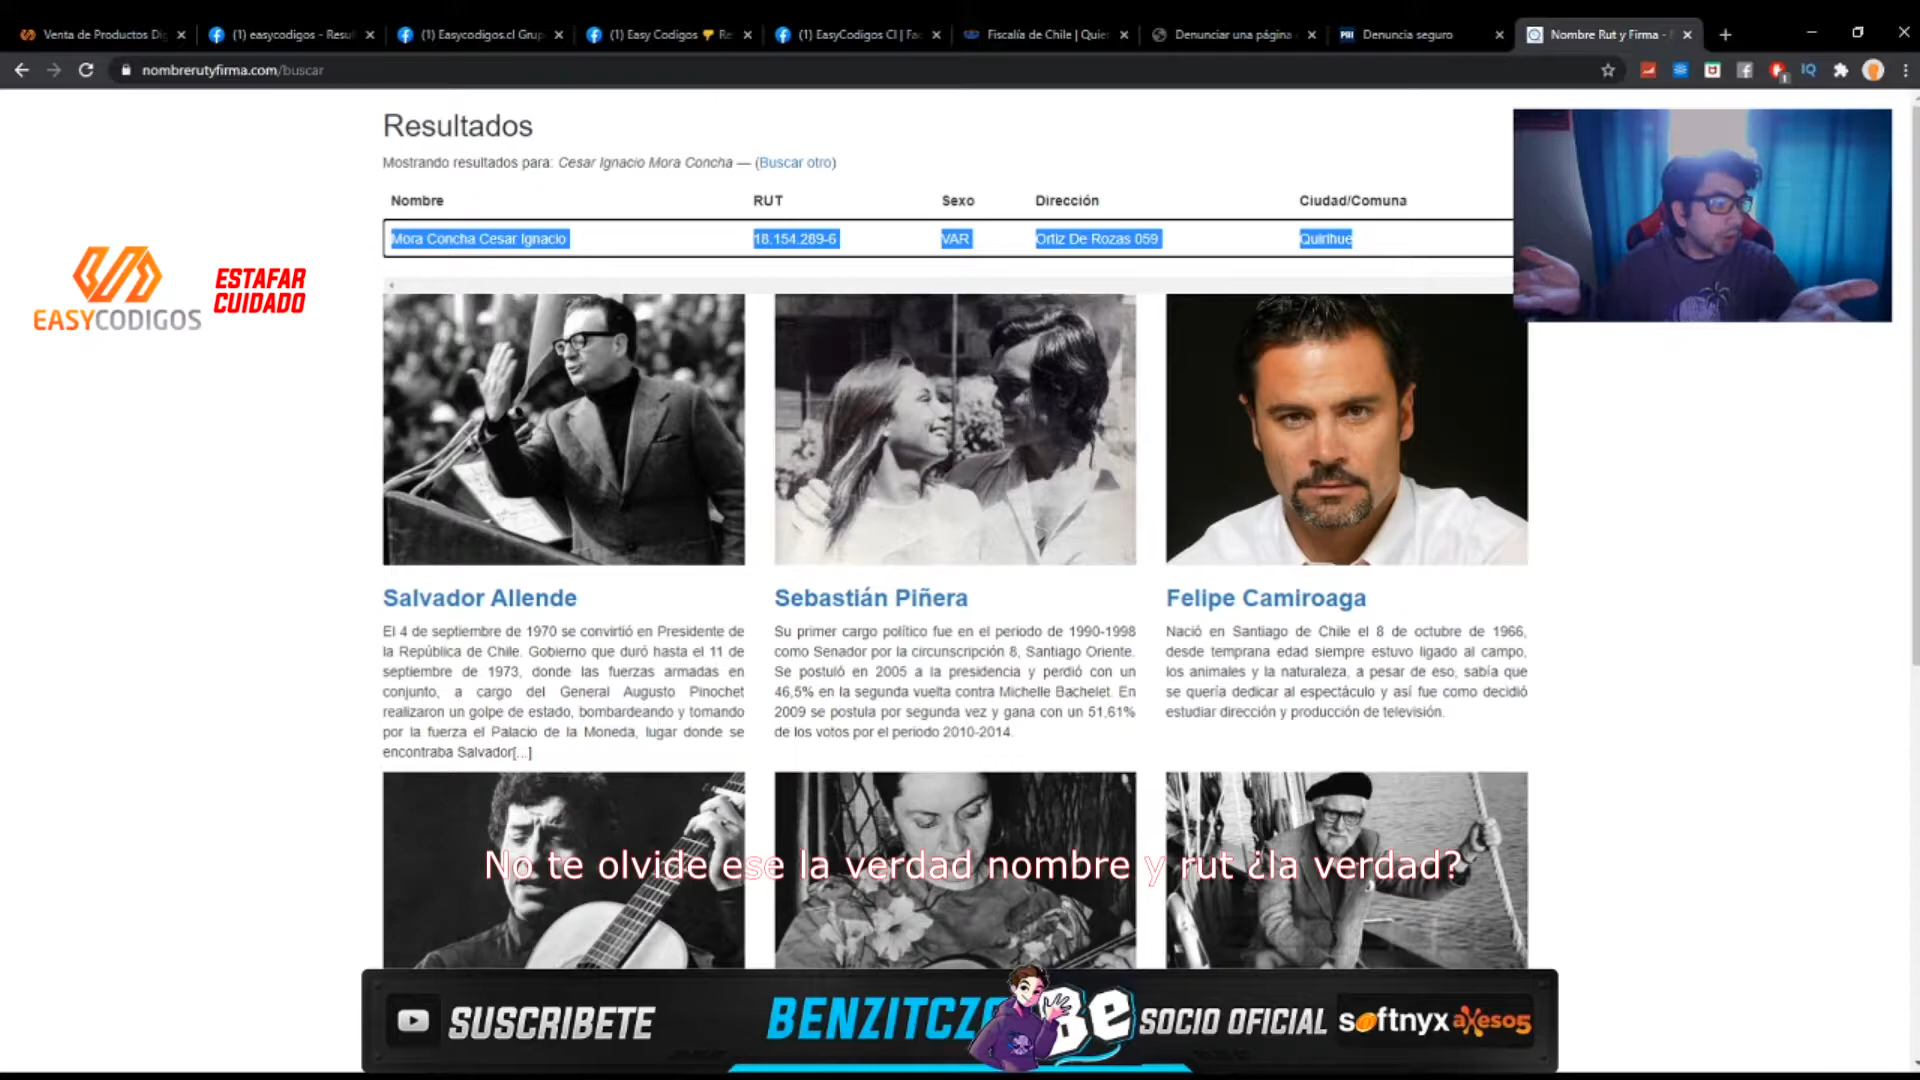 Venta de Productos Di
(1) easycodigos - Resul
(1) Easycodigos.cl Grup
(1) Easy Codigos
(1) EasyCodigos Cl | Fac
Fiscalía de Chile | Quier
Denunciar una página
PDI Denuncia seguro
Nombre Rut y Firma -
nombrerutyfirma.com/buscar
Resultados
Mostrando resultados para: Cesar Ignacio Mora Concha — (Buscar otro)
Nombre RUT Sexo Dirección Ciudad/Comuna
Mora Concha Cesar Ignacio 18.154.289-6 VAR Ortiz De Rozas 059 Quirihue
EASYCODIGOS
ESTAFAR
CUIDADO
Salvador Allende
El 4 de septiembre de 1970 se convirtió en Presidente de
la República de Chile. Gobierno que duró hasta el 11 de
septiembre de 1973, donde las fuerzas armadas en
conjunto, a cargo del General Augusto Pinochet
realizaron un golpe de estado, bombardeando y tomando
por la fuerza el Palacio de la Moneda, lugar donde se
encontraba Salvador[...]
Sebastián Piñera
Su primer cargo político fue en el periodo de 1990-1998
como Senador por la circunscripción 8, Santiago Oriente.
Se postuló en 2005 a la presidencia y perdió con un
46,5% en la segunda vuelta contra Michelle Bachelet. En
2009 se postula por segunda vez y gana con un 51,61%
de los votos por el periodo 2010-2014.
Felipe Camiroaga
Nació en Santiago de Chile el 8 de octubre de 1966,
desde temprana edad siempre estuvo ligado al campo,
los animales y la naturaleza, a pesar de eso, sabía que
se quería dedicar al espectáculo y así fue como decidió
estudiar dirección y producción de televisión.
No te olvide ese la verdad nombre y rut ¿la verdad?
SUSCRIBETE BENZITCZO Be SOCIO OFICIAL softnyx axeso5